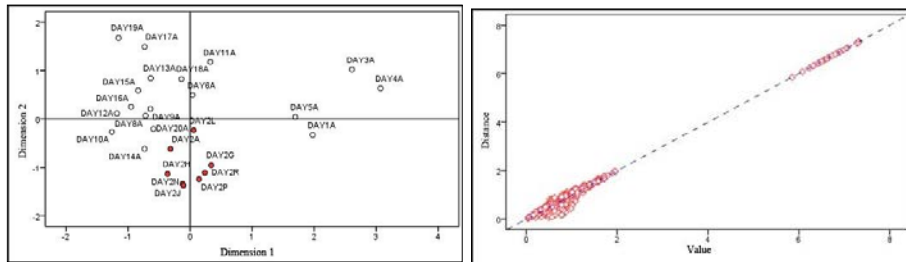 DAY19A
DAY17A
DAY11A
DAY3A
DAY13A DAY18A
DAY4A
DAY15A
DAY6A
DAY16A
DAY5A
DAY12A
DAY8A DAY9A
DAY2L
DAY1A
DAY20A
DAY10A
DAY2A
DAY14A
DAY2H
DAY2G
DAY2M
DAY2N
DAY2P
DAY2J
Dimension 2
2
1
0
-1
-2
-2 -1 0 1 2 3 4
Dimension 1
Distance
8
6
4
2
0
0 2 4 6 8
Value